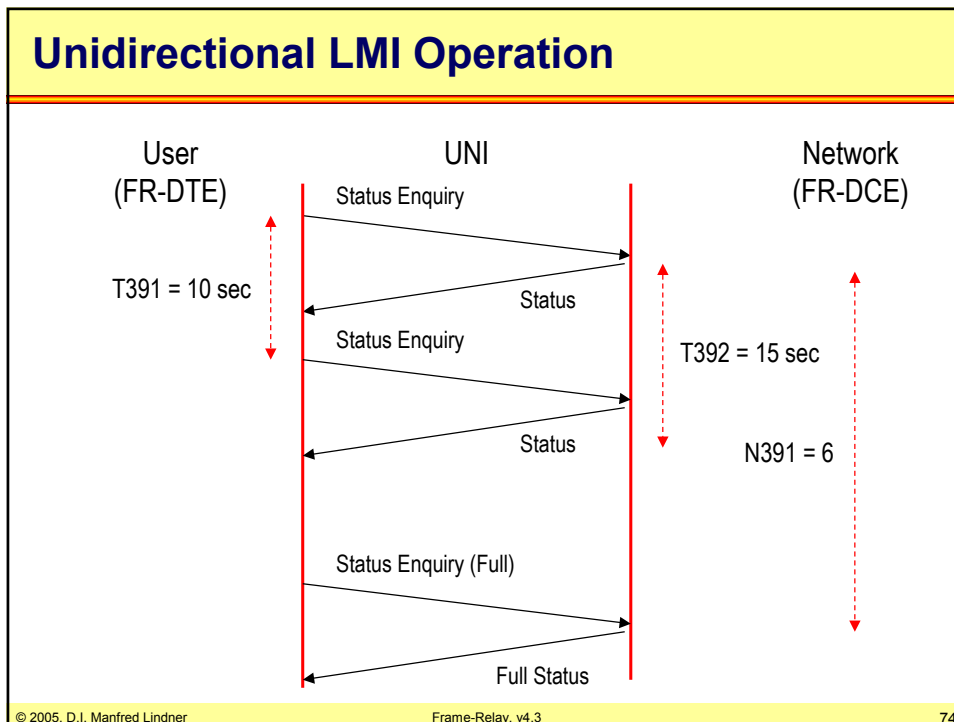 Unidirectional LMI Operation
User
(FR-DTE)
UNI
Network
(FR-DCE)
Status Enquiry
T391 = 10 sec
Status
Status Enquiry
T392 = 15 sec
Status
N391 = 6
Status Enquiry (Full)
Full Status
© 2005, D.I. Manfred Lindner
Frame-Relay, v4.3
74